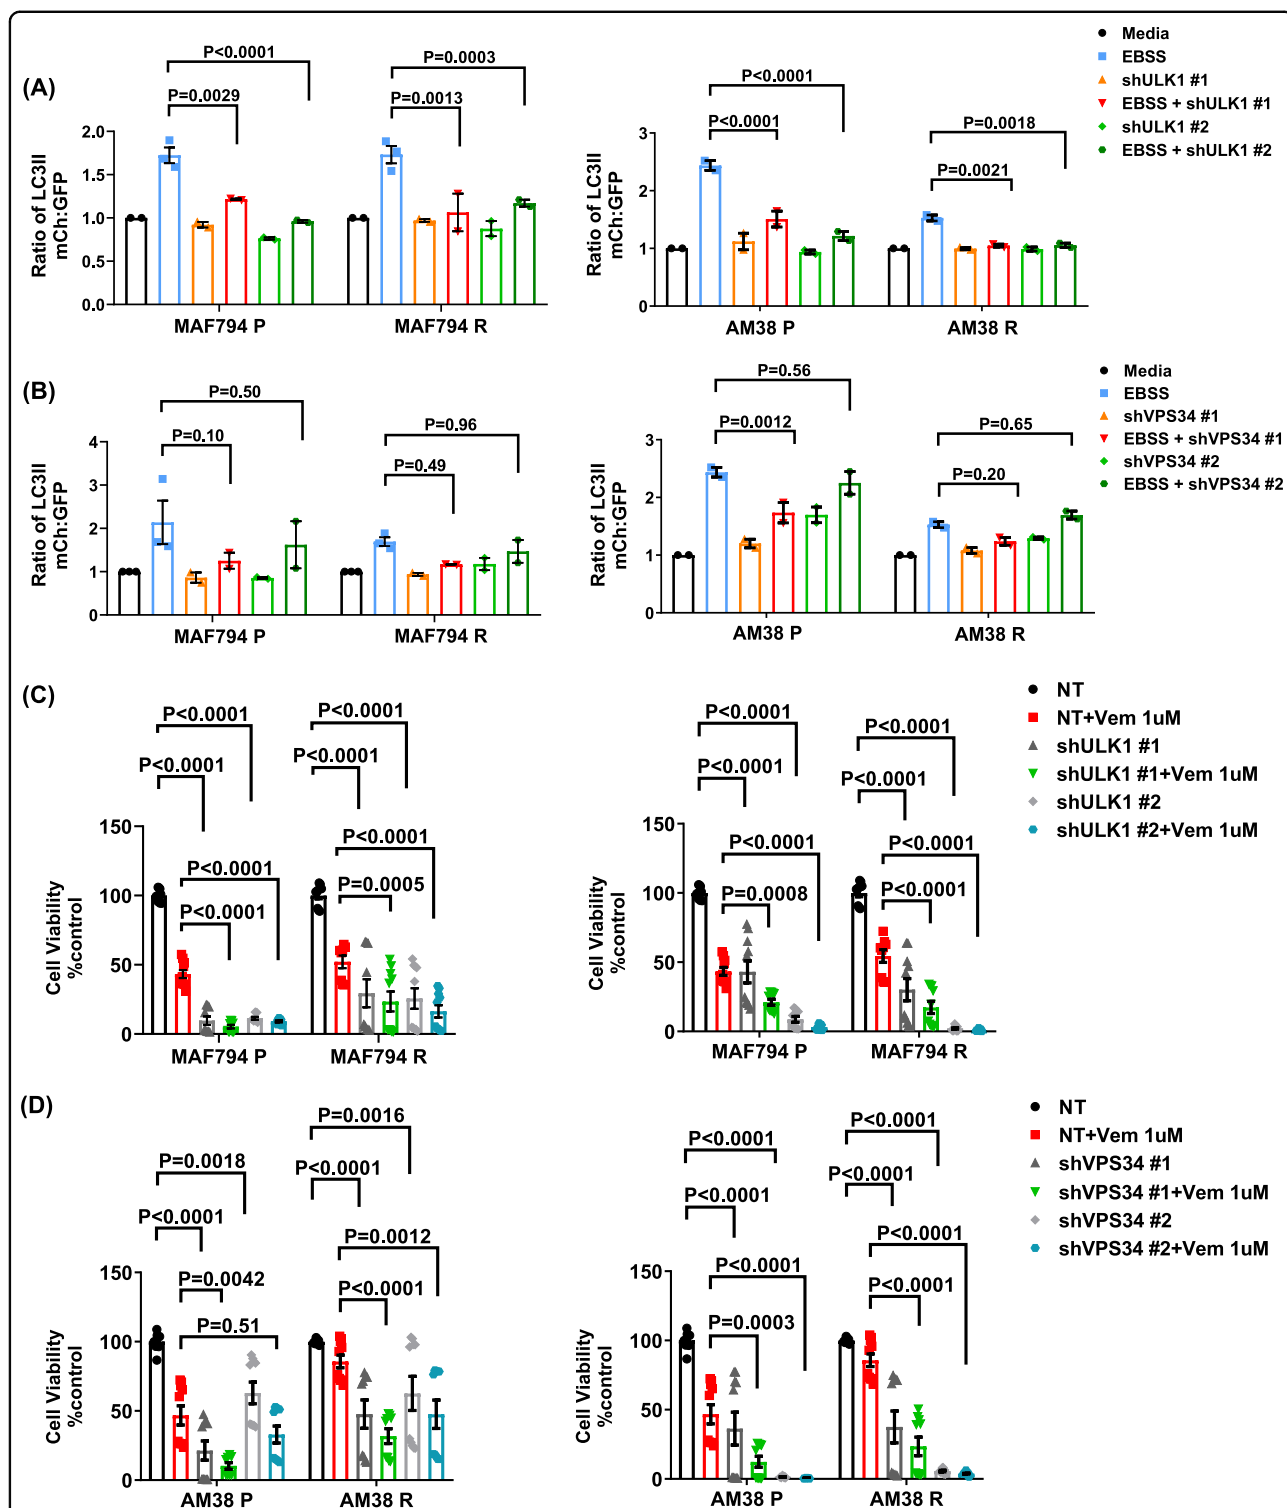 (A)
P<0.0001
P=0.0029
P=0.0003
P=0.0013
Ratio of LC3II
mCh:GFP
2.0
1.5
1.0
0.5
0.0
MAF794 P
MAF794 R
P<0.0001
P<0.0001
P=0.0018
P=0.0021
Ratio of LC3II
mCh:GFP
3
2
1
0
AM38 P
AM38 R
Media
EBSS
shULK1 #1
EBSS + shULK1 #1
shULK1 #2
EBSS + shULK1 #2
(B)
P=0.50
P=0.10
P=0.96
P=0.49
Ratio of LC3II
mCh:GFP
4
3
2
1
0
MAF794 P
MAF794 R
P=0.56
P=0.0012
P=0.65
P=0.20
Ratio of LC3II
mCh:GFP
3
2
1
0
AM38 P
AM38 R
Media
EBSS
shVPS34 #1
EBSS + shVPS34 #1
shVPS34 #2
EBSS + shVPS34 #2
(C)
P<0.0001
P<0.0001
P<0.0001
P<0.0001
P<0.0001
P<0.0001
P<0.0001
P=0.0005
Cell Viability
%control
150
100
50
0
MAF794 P
MAF794 R
P<0.0001
P<0.0001
P<0.0001
P<0.0001
P<0.0001
P=0.0008
P<0.0001
P<0.0001
Cell Viability
%control
150
100
50
0
MAF794 P
MAF794 R
NT
NT+Vem 1uM
shULK1 #1
shULK1 #1+Vem 1uM
shULK1 #2
shULK1 #2+Vem 1uM
(D)
P=0.0018
P<0.0001
P=0.0042
P=0.51
P=0.0016
P<0.0001
P=0.0012
P<0.0001
Cell Viability
%control
150
100
50
0
AM38 P
AM38 R
P<0.0001
P<0.0001
P<0.0001
P=0.0003
P<0.0001
P<0.0001
P<0.0001
P<0.0001
Cell Viability
%control
150
100
50
0
AM38 P
AM38 R
NT
NT+Vem 1uM
shVPS34 #1
shVPS34 #1+Vem 1uM
shVPS34 #2
shVPS34 #2+Vem 1uM